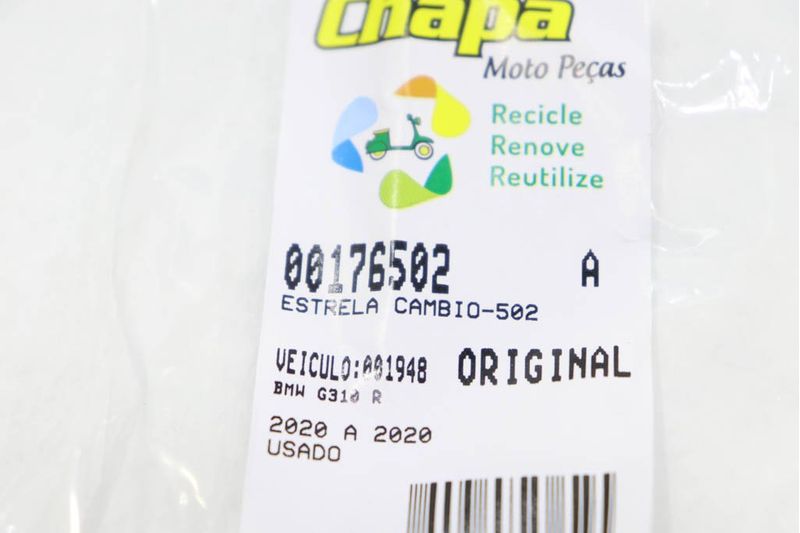 Chapa
Moto Peças
Recicle
Renove
Reutilize
00176502 A
ESTRELA CAMBIO-502
VEICULO:001948 ORIGINAL
BMW G310 R
2020 A 2020
USADO